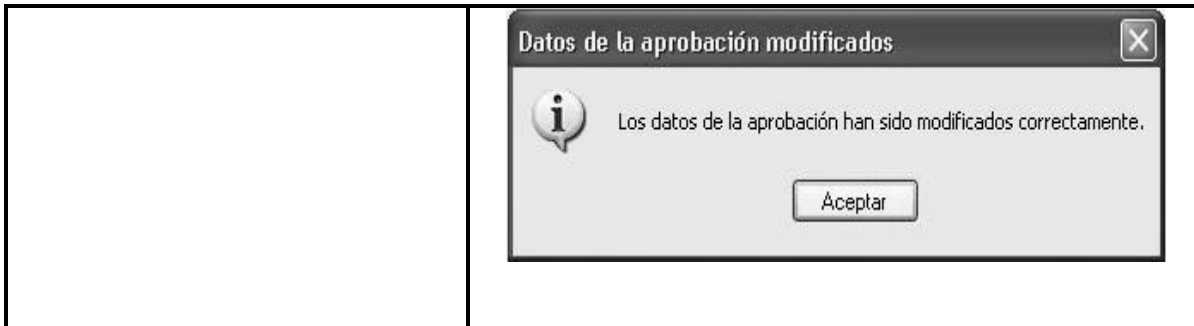 Datos de la aprobación modificados
Los datos de la aprobación han sido modificados correctamente.
Aceptar